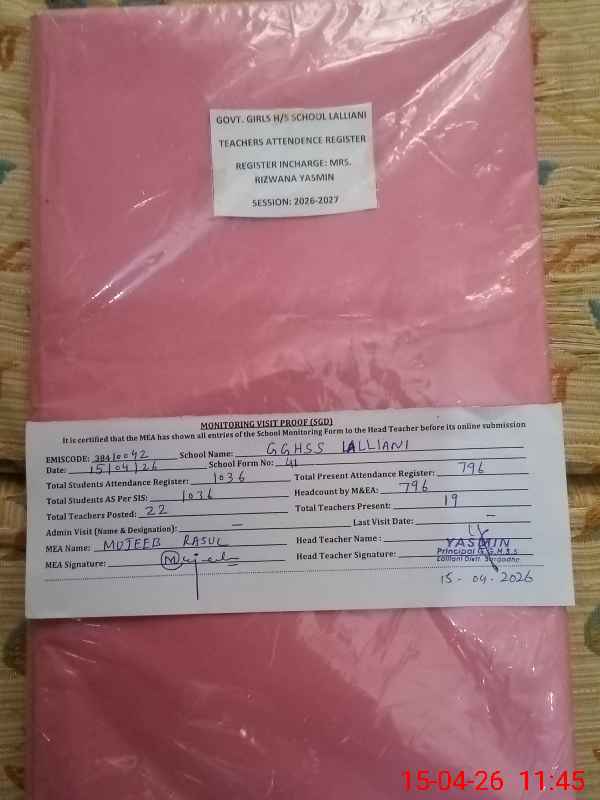 GOVT. GIRLS H/S SCHOOL LALLIANI
TEACHERS ATTENDENCE REGISTER
REGISTER INCHARGE: MRS.
RIZWANA YASMIN
SESSION: 2026-2027
MONITORING VISIT PROOF (SGD)
It is certified that the MEA has shown all entries of the School Monitoring Form to the Head Teacher before its online submission
EMISCODE: 38410042 School Name: GGHSS LALLIANI
Date: 15/04/26 School Form No: 41
Total Students Attendance Register: 1036 Total Present Attendance Register: 796
Total Students AS Per SIS: 1036 Headcount by M&EA: 796
Total Teachers Posted: 22 Total Teachers Present: 19
Admin Visit (Name & Designation): — Last Visit Date: —
MEA Name: MUJEEB RASUL Head Teacher Name :
MEA Signature: Mujeeb Head Teacher Signature:
YASMIN
Principal G.G.H.S.S
Lalliani Distt. Sargodha
15-04-2026
15-04-26 11:45